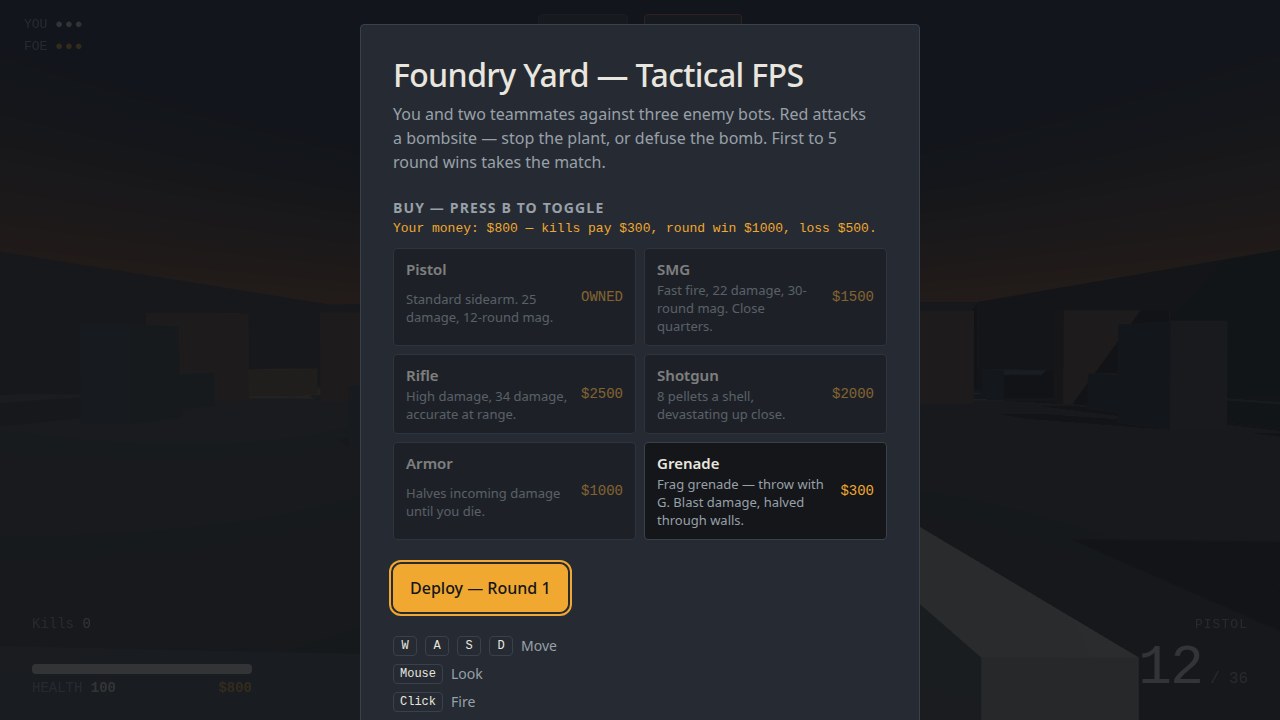 YOU
FOE
Foundry Yard — Tactical FPS
You and two teammates against three enemy bots. Red attacks
a bombsite — stop the plant, or defuse the bomb. First to 5
round wins takes the match.
BUY — PRESS B TO TOGGLE
Your money: $800 — kills pay $300, round win $1000, loss $500.
Pistol
Standard sidearm. 25
damage, 12-round mag.
OWNED
SMG
Fast fire, 22 damage, 30-
round mag. Close
quarters.
$1500
Rifle
High damage, 34 damage,
accurate at range.
$2500
Shotgun
8 pellets a shell,
devastating up close.
$2000
Armor
Halves incoming damage
until you die.
$1000
Grenade
Frag grenade — throw with
G. Blast damage, halved
through walls.
$300
Deploy — Round 1
W A S D Move
Mouse Look
Click Fire
Kills 0
HEALTH 100 $800
PISTOL
12 / 36